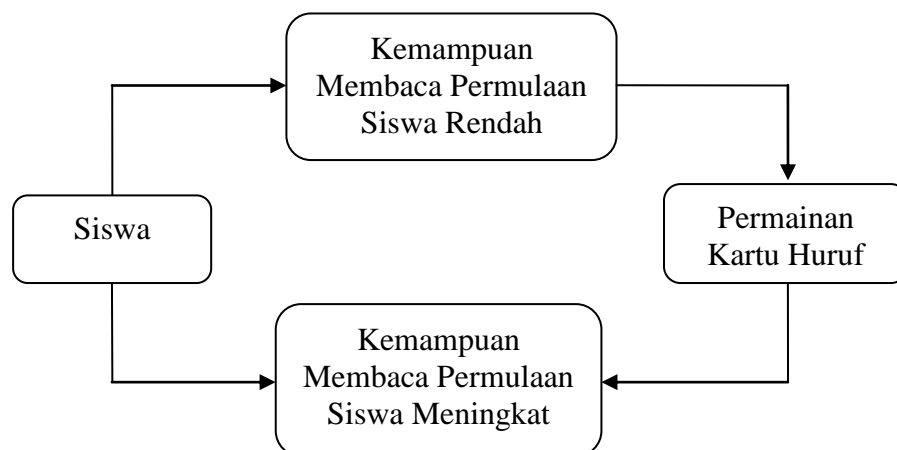 Kemampuan
Membaca Permulaan
Siswa Rendah
Siswa
Permainan
Kartu Huruf
Kemampuan
Membaca Permulaan
Siswa Meningkat